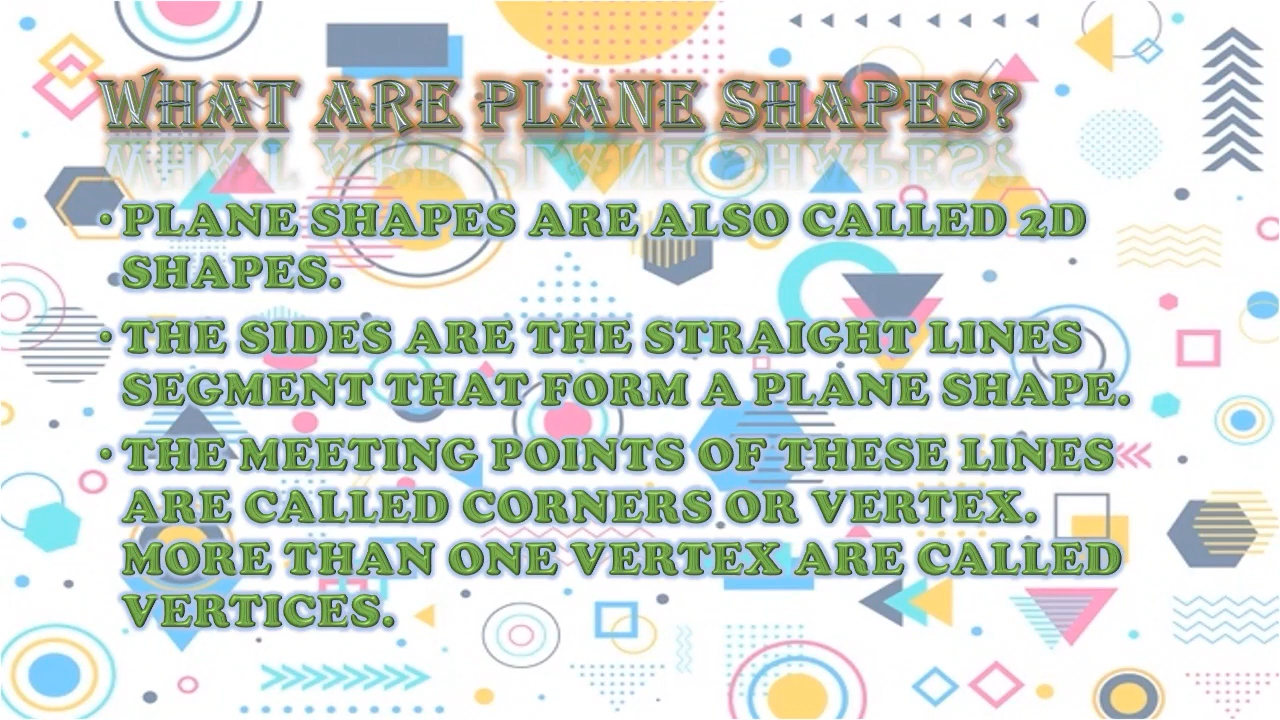 WHAT ARE PLANE SHAPES?
• PLANE SHAPES ARE ALSO CALLED 2D
SHAPES.
• THE SIDES ARE THE STRAIGHT LINES
SEGMENT THAT FORM A PLANE SHAPE.
• THE MEETING POINTS OF THESE LINES
ARE CALLED CORNERS OR VERTEX.
MORE THAN ONE VERTEX ARE CALLED
VERTICES.